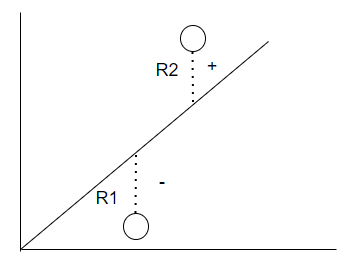 R2 +
R1 -